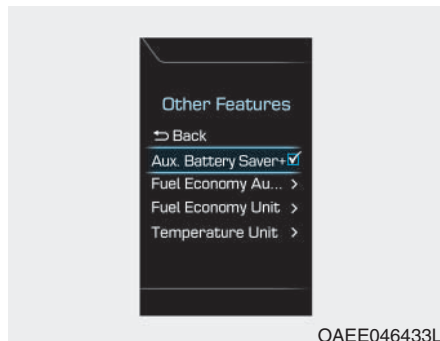 Other Features
Back
Aux. Battery Saver+
Fuel Economy Au... >
Fuel Economy Unit >
Temperature Unit >
OAEE046433L